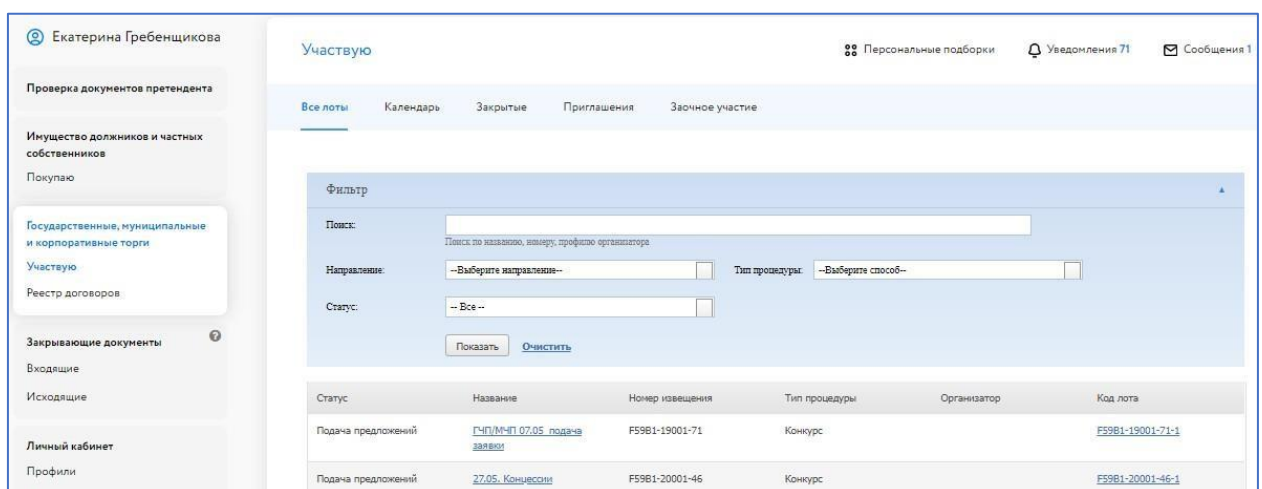 Екатерина Гребенщикова
Проверка документов претендента
Имущество должников и частных
собственников
Покупаю
Государственные, муниципальные
и корпоративные торги
Участвую
Реестр договоров
Закрывающие документы
Входящие
Исходящие
Личный кабинет
Профили
Участвую
Персональные подборки
Уведомления 71
Сообщения 1
Все лоты Календарь Закрытые Приглашения Заочное участие
Фильтр
Поиск:
Поиск по названию, номеру, профилю организатора
Направление: --Выберите направление-- Тип процедуры: --Выберите способ--
Статус: -- Все --
Показать Очистить
Статус Название Номер извещения Тип процедуры Организатор Код лота
Подача предложений ГЧП/МЧП 07.05 подача F59B1-19001-71 Конкурс F59B1-19001-71-1
заявки
Подача предложений 27.05. Концессии F59B1-20001-46 Конкурс F59B1-20001-46-1